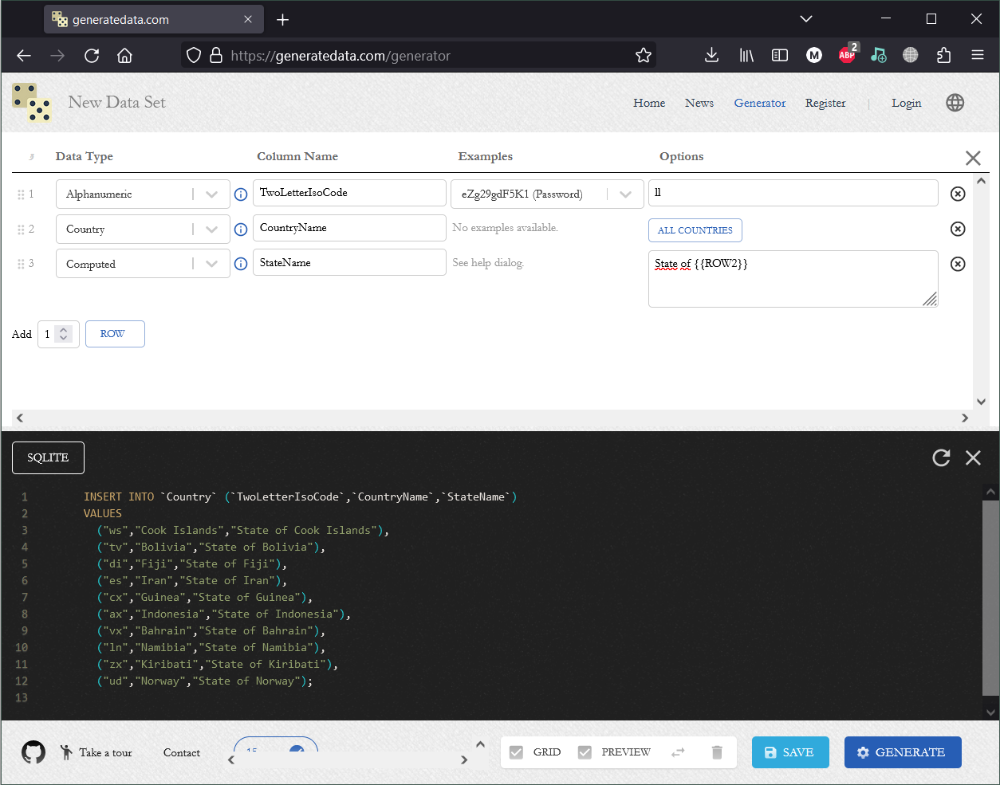 generatedata.com
https://generatedata.com/generator
M
ABP
2
New Data Set
Home News Generator Register | Login
Data Type Column Name Examples Options
1 Alphanumeric TwoLetterIsoCode eZg29gdF5K1 (Password) ll
2 Country CountryName No examples available. ALL COUNTRIES
3 Computed StateName See help dialog. State of {{ROW2}}
Add 1 ROW
SQLITE
1 INSERT INTO `Country` (`TwoLetterIsoCode`,`CountryName`,`StateName`)
2 VALUES
3 ("ws","Cook Islands","State of Cook Islands"),
4 ("tv","Bolivia","State of Bolivia"),
5 ("di","Fiji","State of Fiji"),
6 ("es","Iran","State of Iran"),
7 ("cx","Guinea","State of Guinea"),
8 ("ax","Indonesia","State of Indonesia"),
9 ("vx","Bahrain","State of Bahrain"),
10 ("ln","Namibia","State of Namibia"),
11 ("zx","Kiribati","State of Kiribati"),
12 ("ud","Norway","State of Norway");
13
Take a tour Contact GRID PREVIEW SAVE GENERATE